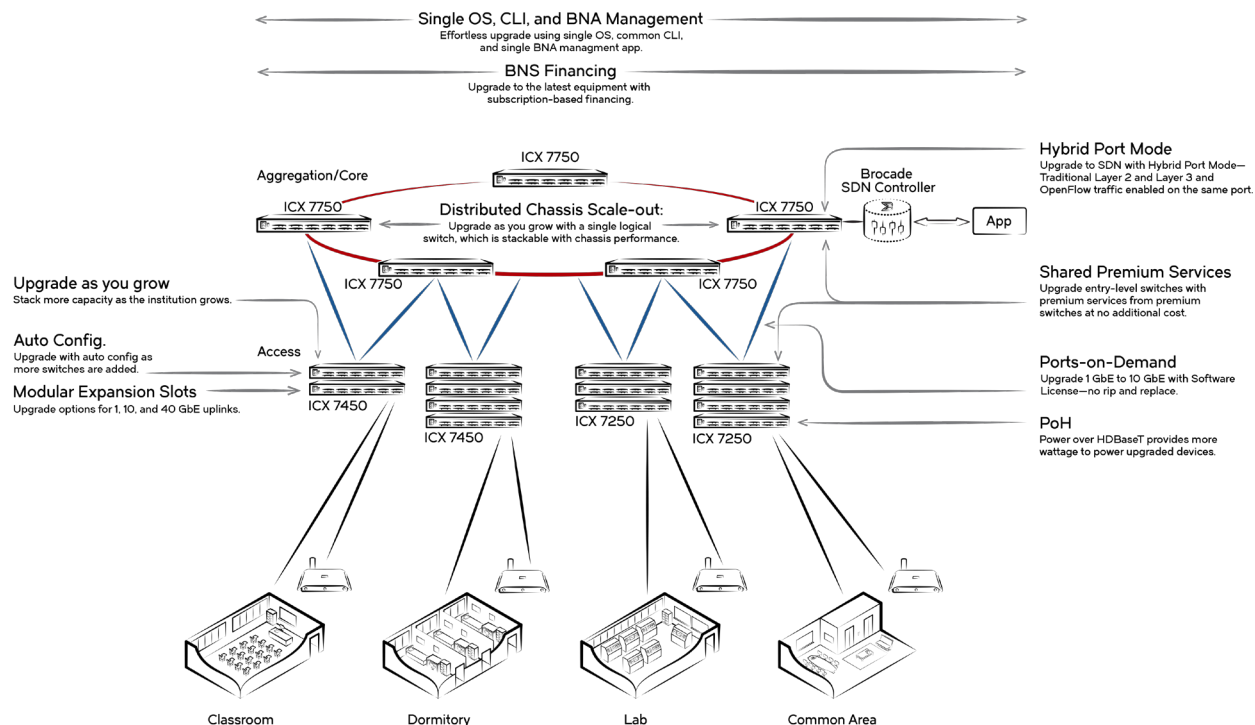 Single OS, CLI, and BNA Management
Effortless upgrade using single OS, common CLI,
and single BNA managment app.
BNS Financing
Upgrade to the latest equipment with
subscription-based financing.
ICX 7750
Aggregation/Core
ICX 7750
Distributed Chassis Scale-out:
Upgrade as you grow with a single logical
switch, which is stackable with chassis performance.
ICX 7750
Brocade
SDN Controller
App
Hybrid Port Mode
Upgrade to SDN with Hybrid Port Mode—
Traditional Layer 2 and Layer 3 and
OpenFlow traffic enabled on the same port.
ICX 7750
ICX 7750
Upgrade as you grow
Stack more capacity as the institution grows.
Shared Premium Services
Upgrade entry-level switches with
premium services from premium
switches at no additional cost.
Auto Config.
Upgrade with auto config as
more switches are added.
Access
Modular Expansion Slots
Upgrade options for 1, 10, and 40 GbE uplinks.
Ports-on-Demand
Upgrade 1 GbE to 10 GbE with Software
License—no rip and replace.
ICX 7450
ICX 7450
ICX 7250
ICX 7250
PoH
Power over HDBaseT provides more
wattage to power upgraded devices.
Classroom
Dormitory
Lab
Common Area